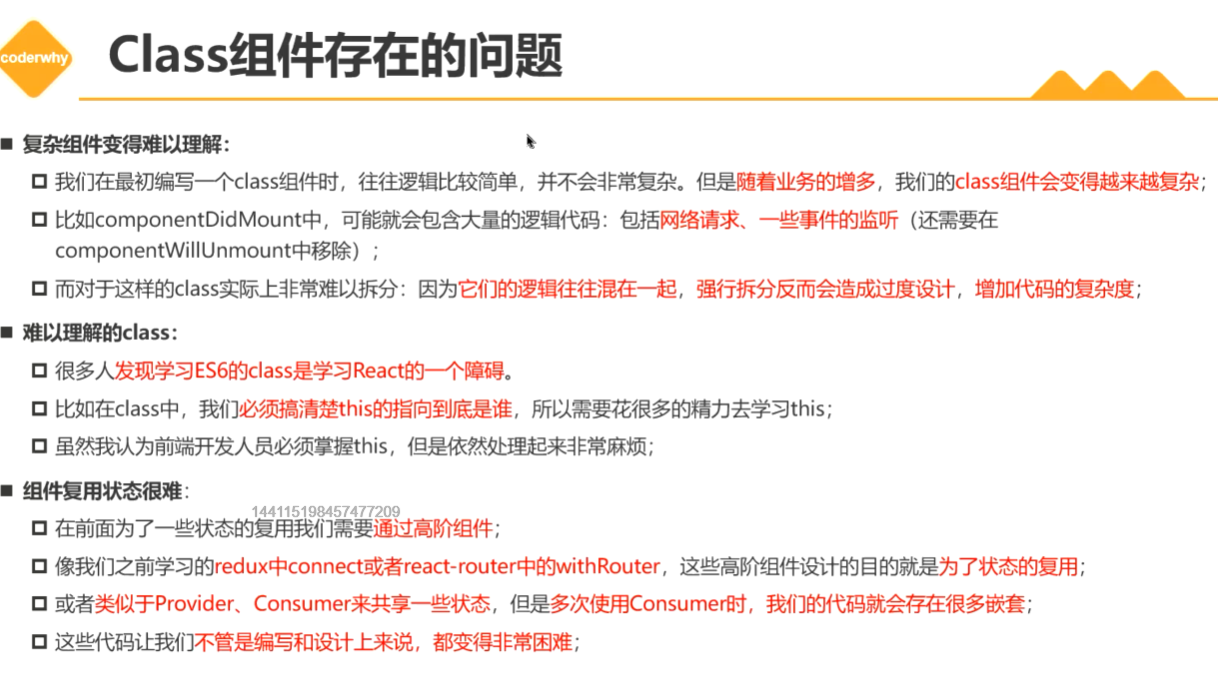 coderwhy
Class组件存在的问题
复杂组件变得难以理解：
我们在最初编写一个class组件时，往往逻辑比较简单，并不会非常复杂。但是随着业务的增多，我们的class组件会变得越来越复杂；
比如componentDidMount中，可能就会包含大量的逻辑代码：包括网络请求、一些事件的监听（还需要在
componentWillUnmount中移除）；
而对于这样的class实际上非常难以拆分：因为它们的逻辑往往混在一起，强行拆分反而会造成过度设计，增加代码的复杂度；
难以理解的class：
很多人发现学习ES6的class是学习React的一个障碍。
比如在class中，我们必须搞清楚this的指向到底是谁，所以需要花很多的精力去学习this；
虽然我认为前端开发人员必须掌握this，但是依然处理起来非常麻烦；
组件复用状态很难：
144115198457477209
在前面为了一些状态的复用我们需要通过高阶组件；
像我们之前学习的redux中connect或者react-router中的withRouter，这些高阶组件设计的目的就是为了状态的复用；
或者类似于Provider、Consumer来共享一些状态，但是多次使用Consumer时，我们的代码就会存在很多嵌套；
这些代码让我们不管是编写和设计上来说，都变得非常困难；